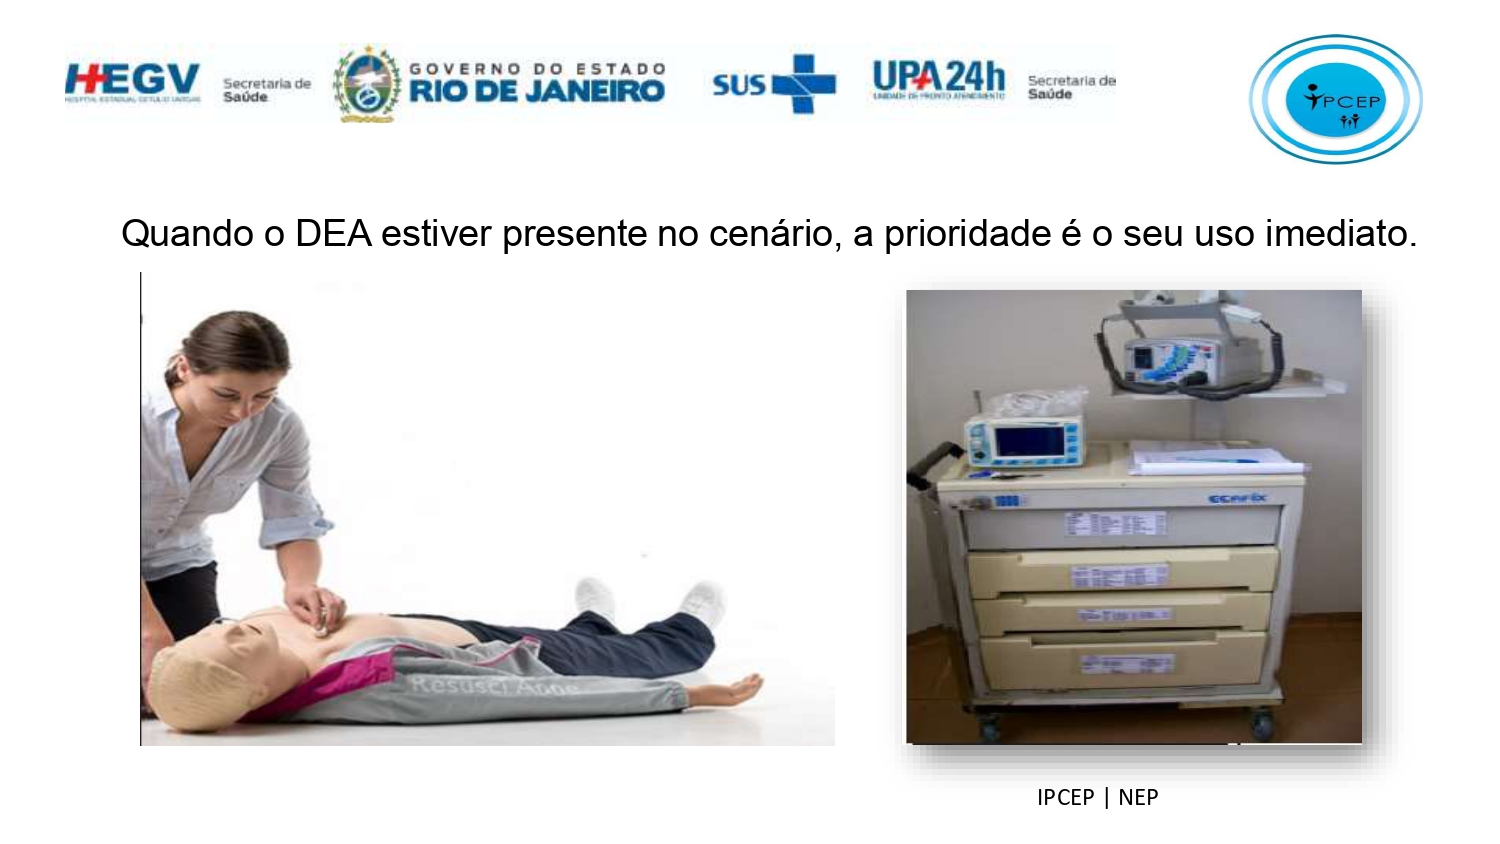 HEGV
HOSPITAL ESTADUAL GETULIO VARGAS
Secretaria de
Saúde
GOVERNO DO ESTADO
RIO DE JANEIRO
SUS
UPA24h
UNIDADE DE PRONTO ATENDIMENTO
Secretaria de
Saúde
IPCEP
Quando o DEA estiver presente no cenário, a prioridade é o seu uso imediato.
Resusci Anne
ECAFIX
IPCEP | NEP